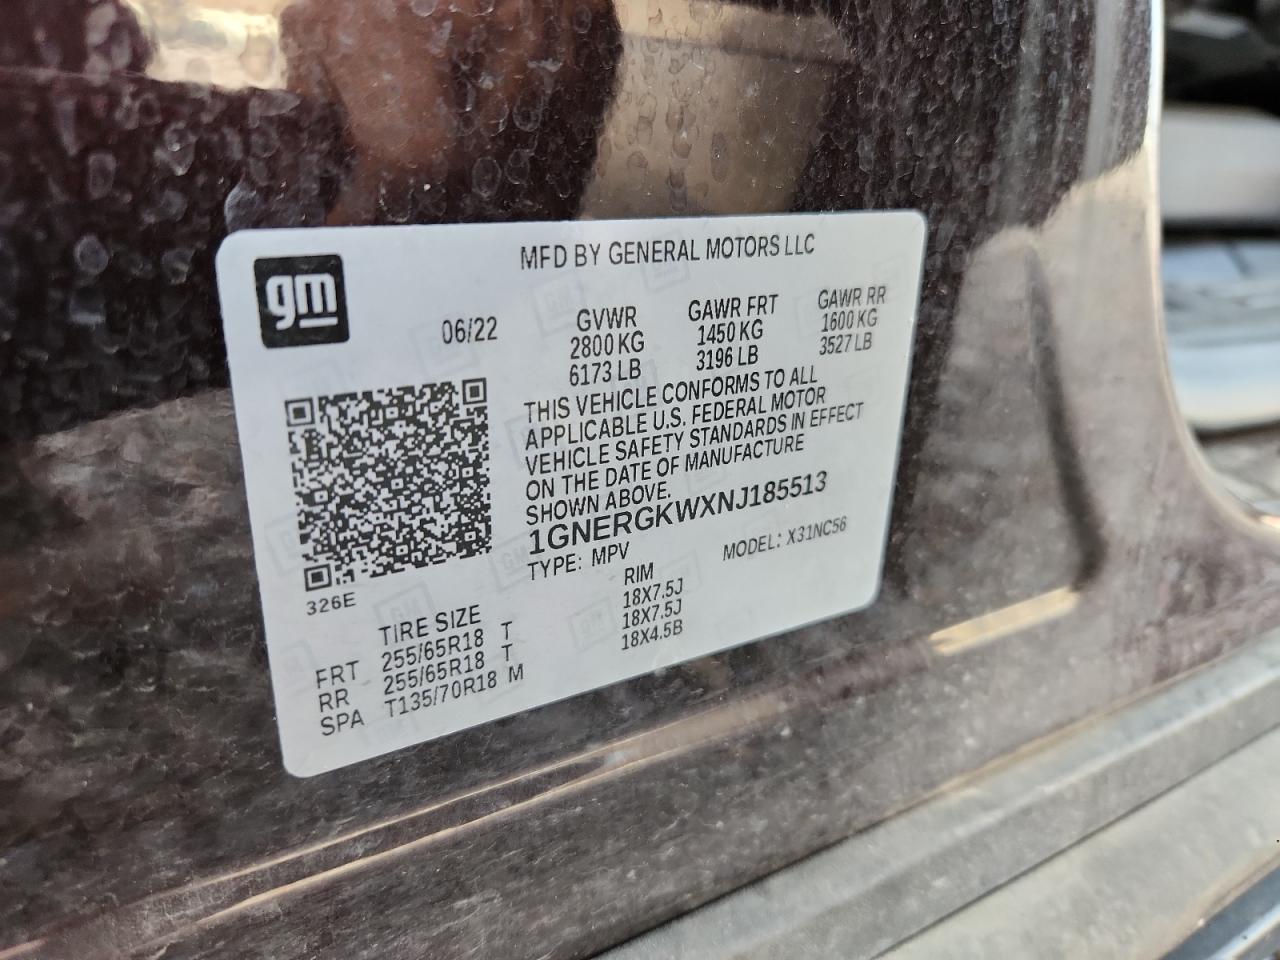 gm
MFD BY GENERAL MOTORS LLC
06/22
GVWR
2800 KG
6173 LB
GAWR FRT
1450 KG
3196 LB
GAWR RR
1600 KG
3527 LB
THIS VEHICLE CONFORMS TO ALL
APPLICABLE U.S. FEDERAL MOTOR
VEHICLE SAFETY STANDARDS IN EFFECT
ON THE DATE OF MANUFACTURE
SHOWN ABOVE.
1GNERGKWXNJ185513
TYPE: MPV MODEL: X31NC56
326E
TIRE SIZE RIM
FRT 255/65R18 T 18X7.5J
RR 255/65R18 T 18X7.5J
SPA T135/70R18 M 18X4.5B